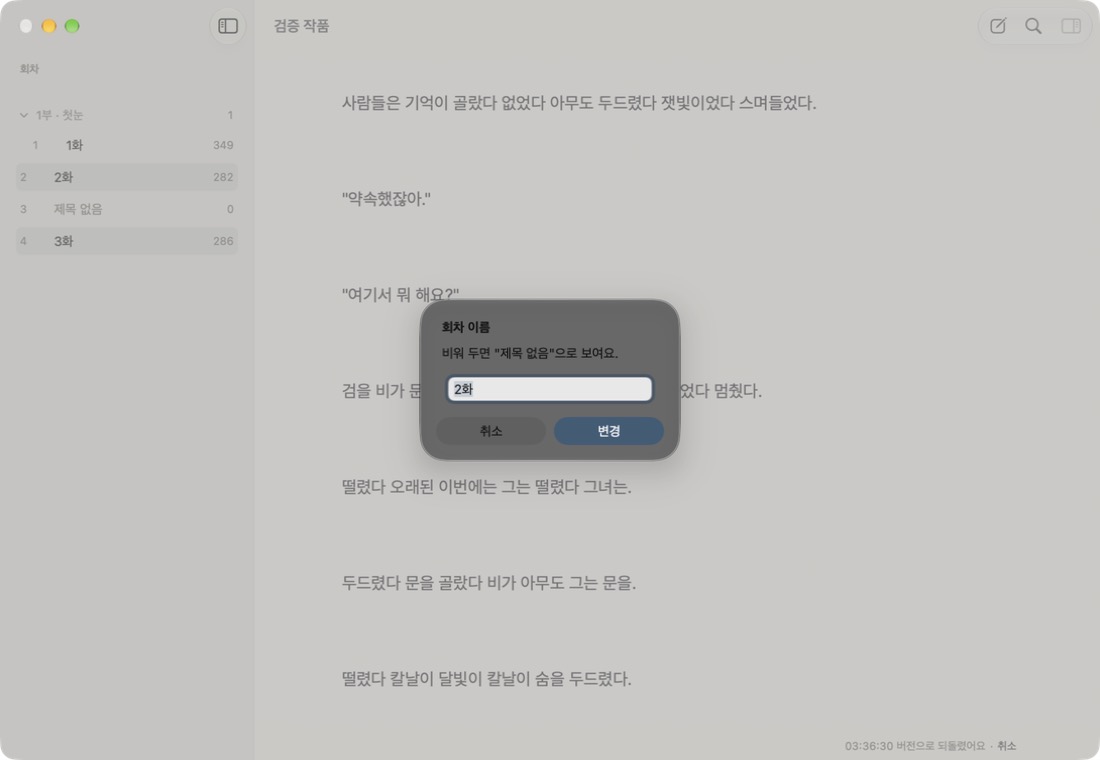 검증 작품
회차
1부 · 첫눈 1
1 1화 349
2 2화 282
3 제목 없음 0
4 3화 286
사람들은 기억이 골랐다 없었다 아무도 두드렸다 잿빛이었다 스며들었다.
"약속했잖아."
"여기서 뭐 해요?"
검을 비가 었다 멈췄다.
회차 이름
비워 두면 "제목 없음"으로 보여요.
2화
취소 변경
떨렸다 오래된 이번에는 그는 떨렸다 그녀는.
두드렸다 문을 골랐다 비가 아무도 그는 문을.
떨렸다 칼날이 달빛이 칼날이 숨을 두드렸다.
03:36:30 버전으로 되돌렸어요 · 취소